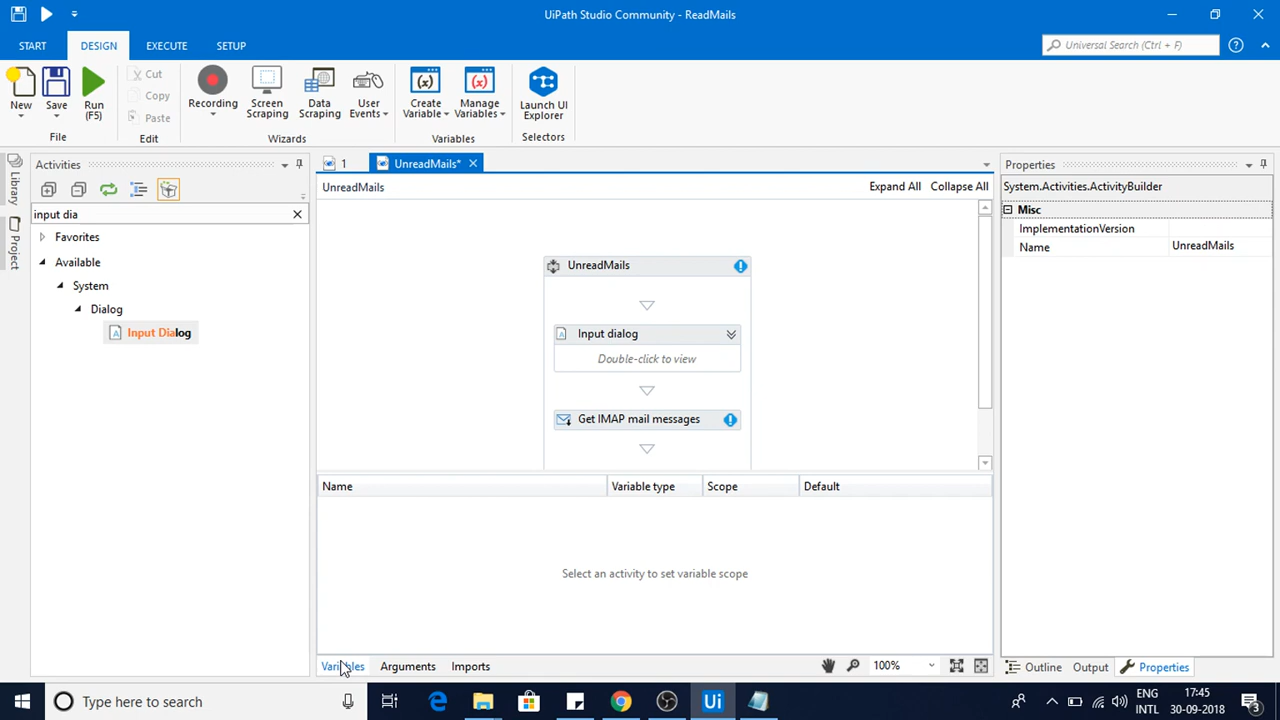 UiPath Studio Community - ReadMails
START DESIGN EXECUTE SETUP
Universal Search (Ctrl + F)
New Save Run (F5) Cut Copy Paste Recording Screen Scraping Data Scraping User Events Create Variable Manage Variables Launch UI Explorer
File Edit Wizards Variables Selectors
Activities
1 UnreadMails*
Properties
Library
Project
UnreadMails Expand All Collapse All
System.Activities.ActivityBuilder
input dia
Misc
Favorites
ImplementationVersion
Name UnreadMails
Available
System
Dialog
Input Dialog
UnreadMails
Input dialog
Double-click to view
Get IMAP mail messages
Name Variable type Scope Default
Select an activity to set variable scope
Variables Arguments Imports 100% Outline Output Properties
Type here to search
ENG
INTL
17:45
30-09-2018
3